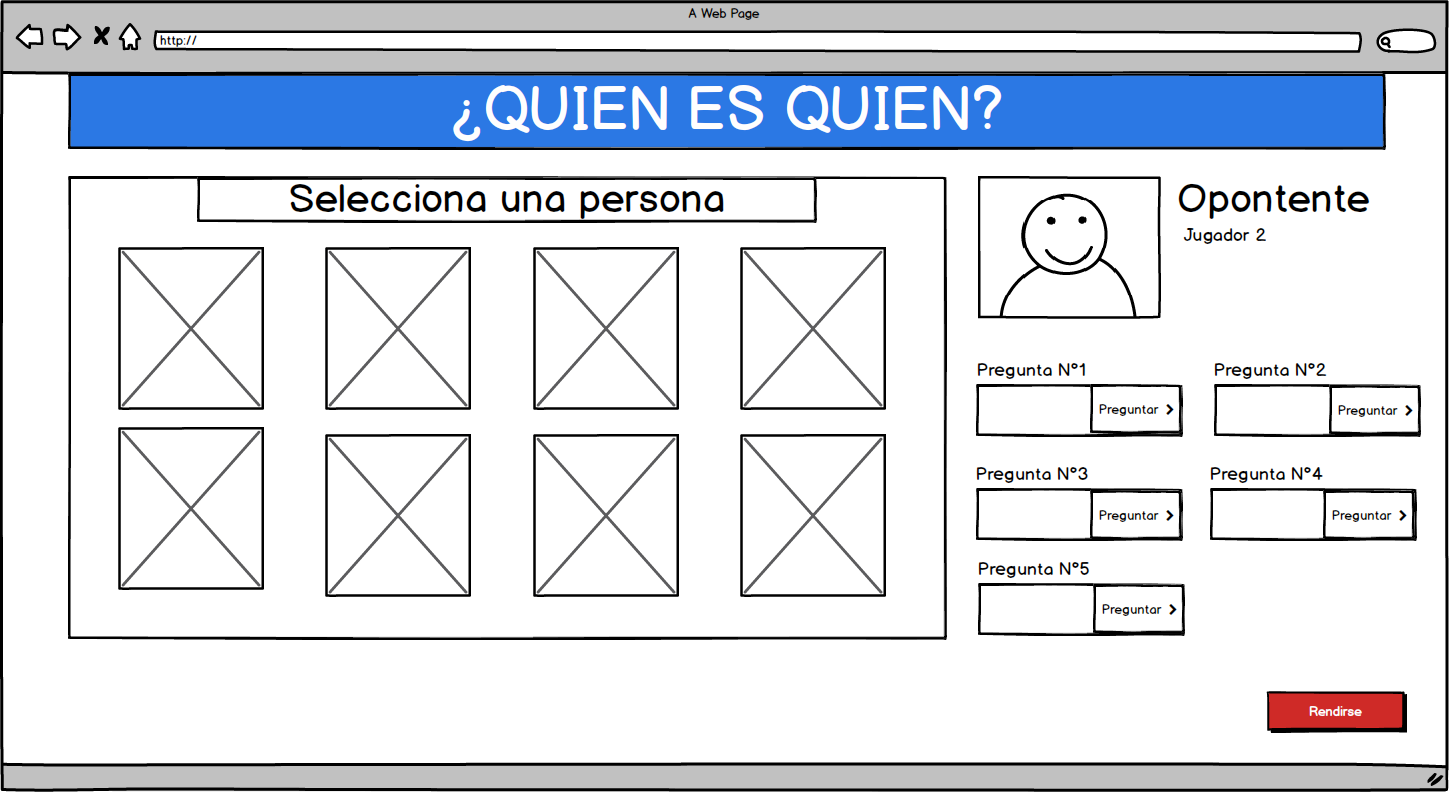 A Web Page
http://
¿QUIEN ES QUIEN?
Selecciona una persona
Opontente
Jugador 2
Pregunta N°1
Pregunta N°2
Preguntar
Preguntar
Pregunta N°3
Pregunta N°4
Preguntar
Preguntar
Pregunta N°5
Preguntar
Rendirse